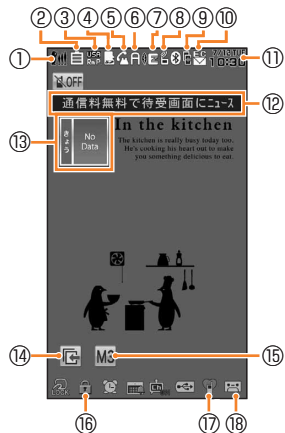 ② ③ ④ ⑤ ⑥ ⑦ ⑧ ⑨ ⑩
① ⑪
OFF
通信料無料で待受画面にニュース
⑫
⑬
きょう
No
Data
In the kitchen
The kitchen is really busy today too.
He's cooking his heart out to make
you something delicious to eat.
⑭ M3 ⑮
LOCK
⑯ ⑰ ⑱